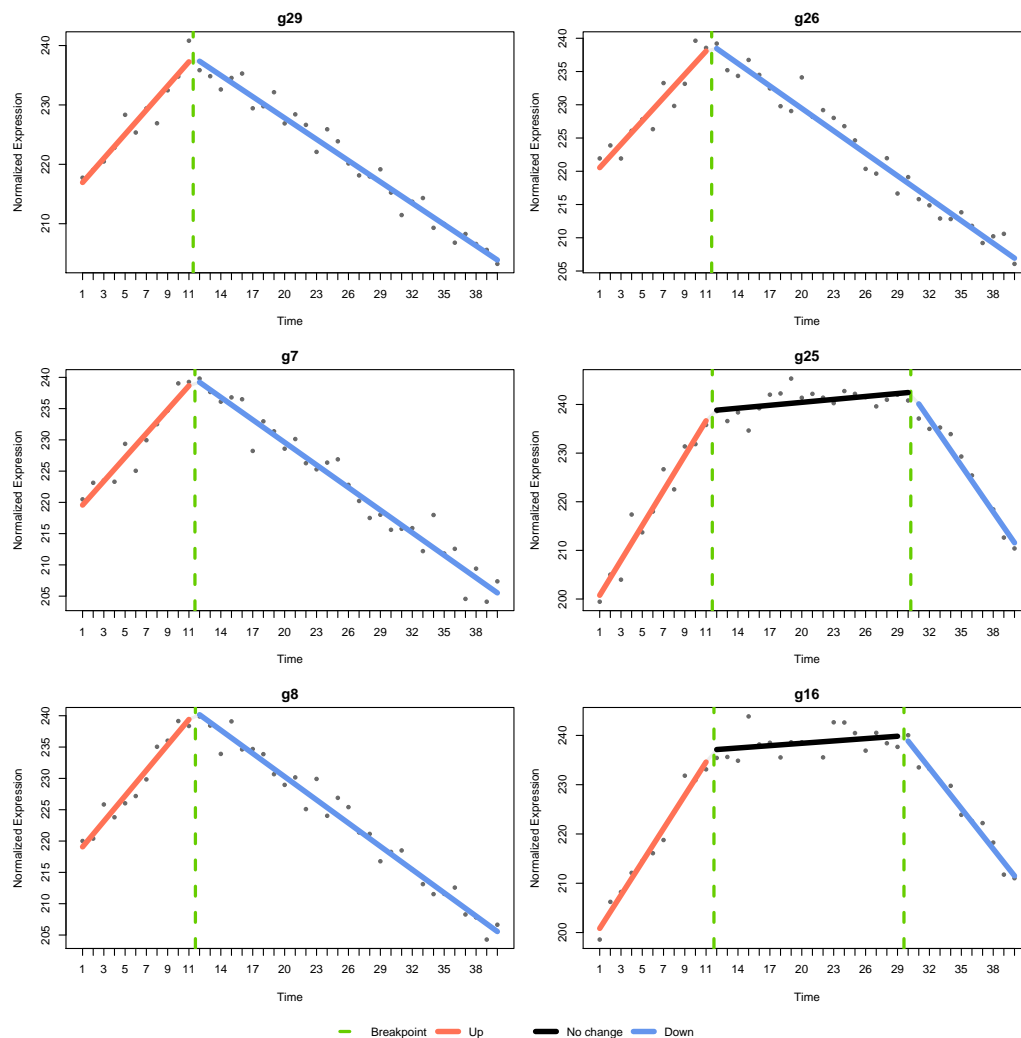 g29
Normalized Expression
210 220 230 240
1 3 5 7 9 11 14 17 20 23 26 29 32 35 38
Time
g26
Normalized Expression
205 210 215 220 225 230 235 240
1 3 5 7 9 11 14 17 20 23 26 29 32 35 38
Time
g7
Normalized Expression
205 210 215 220 225 230 235 240
1 3 5 7 9 11 14 17 20 23 26 29 32 35 38
Time
g25
Normalized Expression
200 210 220 230 240
1 3 5 7 9 11 14 17 20 23 26 29 32 35 38
Time
g8
Normalized Expression
205 210 215 220 225 230 235 240
1 3 5 7 9 11 14 17 20 23 26 29 32 35 38
Time
g16
Normalized Expression
200 210 220 230 240
1 3 5 7 9 11 14 17 20 23 26 29 32 35 38
Time
Breakpoint Up No change Down